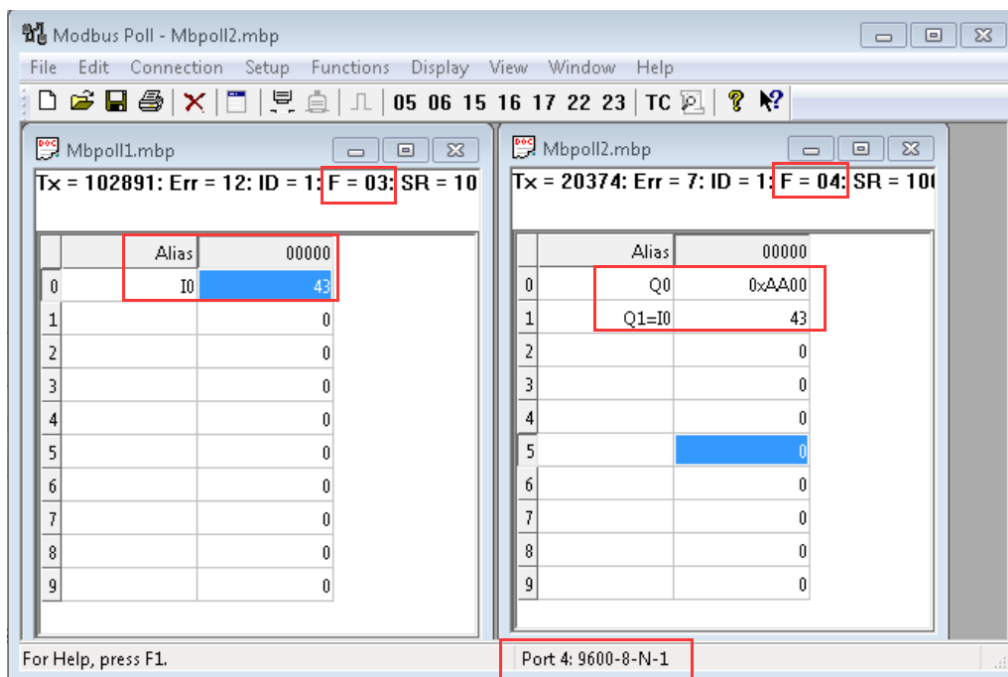 Modbus Poll - Mbpoll2.mbp
File Edit Connection Setup Functions Display View Window Help
05 06 15 16 17 22 23 TC
Mbpoll1.mbp
Tx = 102891: Err = 12: ID = 1: F = 03: SR = 10
Alias 00000
0 I0 43
1 0
2 0
3 0
4 0
5 0
6 0
7 0
8 0
9 0
Mbpoll2.mbp
Tx = 20374: Err = 7: ID = 1: F = 04: SR = 100
Alias 00000
0 Q0 0xAA00
1 Q1=I0 43
2 0
3 0
4 0
5 0
6 0
7 0
8 0
9 0
For Help, press F1.
Port 4: 9600-8-N-1